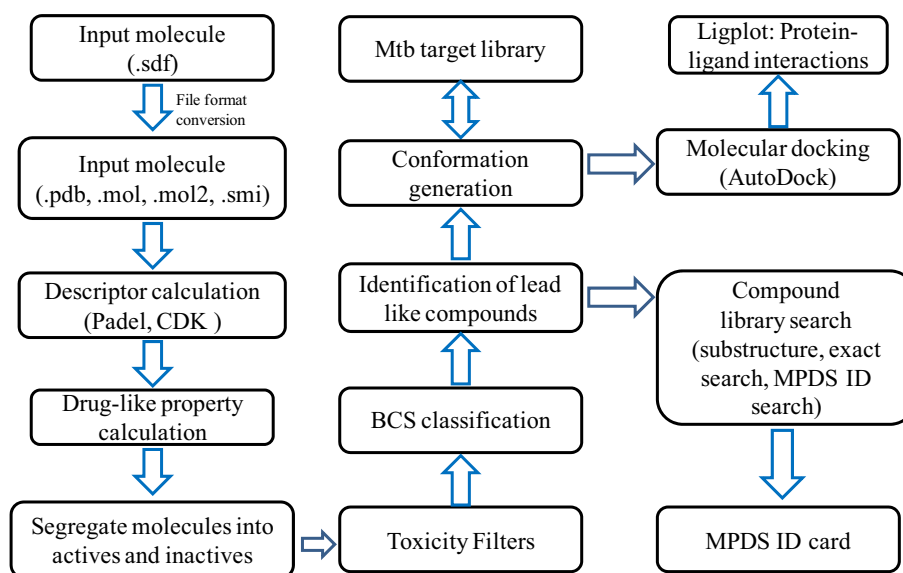 Input molecule
(.sdf)
File format
conversion
Input molecule
(.pdb, .mol, .mol2, .smi)
Descriptor calculation
(Padel, CDK )
Drug-like property
calculation
Segregate molecules into
actives and inactives
Mtb target library
Conformation
generation
Identification of lead
like compounds
BCS classification
Toxicity Filters
Ligplot: Protein-
ligand interactions
Molecular docking
(AutoDock)
Compound
library search
(substructure, exact
search, MPDS ID
search)
MPDS ID card